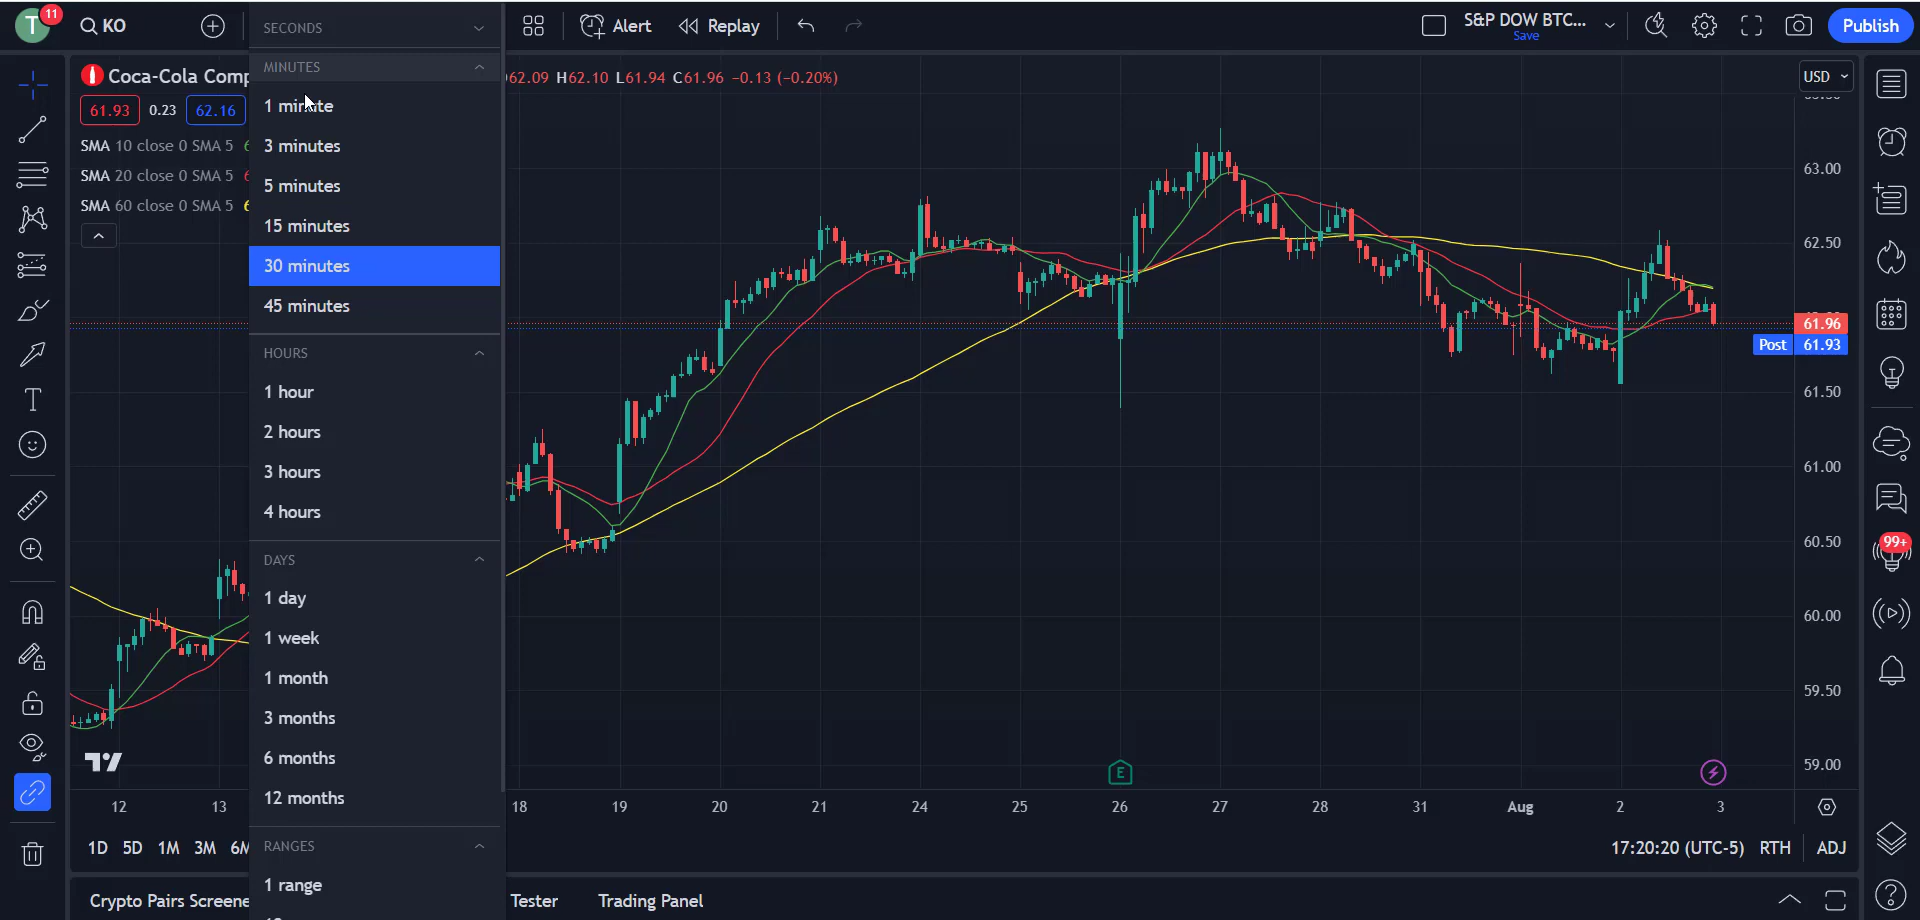 T
11
KO
SECONDS
Alert
Replay
S&P DOW BTC...
Save
Publish
MINUTES
Coca-Cola Comp
62.09 H62.10 L61.94 C61.96 −0.13 (−0.20%)
USD
61.93
0.23
62.16
1 minute
SMA 10 close 0 SMA 5
3 minutes
63.00
SMA 20 close 0 SMA 5
5 minutes
SMA 60 close 0 SMA 5
15 minutes
62.50
30 minutes
45 minutes
61.96
Post
61.93
HOURS
1 hour
61.50
2 hours
3 hours
61.00
4 hours
60.50
99+
DAYS
1 day
60.00
1 week
1 month
59.50
3 months
6 months
59.00
E
12 months
12
13
18
19
20
21
24
25
26
27
28
31
Aug
2
3
1D
5D
1M
3M
RANGES
17:20:20 (UTC-5)
RTH
ADJ
1 range
Crypto Pairs Screene
Tester
Trading Panel